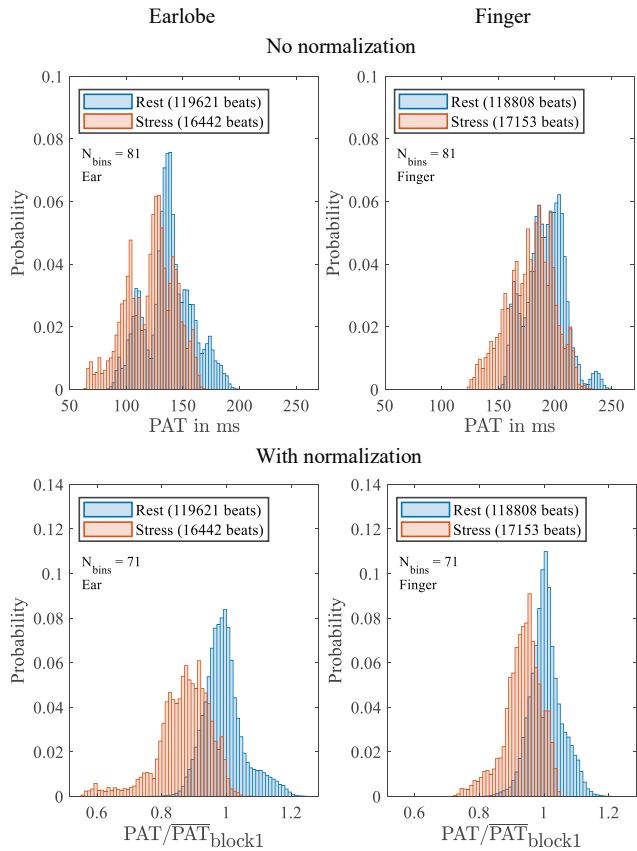 Earlobe Finger
No normalization
0.1
0.08
0.06
0.04
0.02
0
Probability
Rest (119621 beats)
Stress (16442 beats)
N_bins = 81
Ear
50 100 150 200 250
PAT in ms
0.1
0.08
0.06
0.04
0.02
0
Probability
Rest (118808 beats)
Stress (17153 beats)
N_bins = 81
Finger
50 100 150 200 250
PAT in ms
With normalization
0.14
0.12
0.1
0.08
0.06
0.04
0.02
0
Probability
Rest (119621 beats)
Stress (16442 beats)
N_bins = 71
Ear
0.6 0.8 1 1.2
PAT/P̅A̅T̅_block1
0.14
0.12
0.1
0.08
0.06
0.04
0.02
0
Probability
Rest (118808 beats)
Stress (17153 beats)
N_bins = 71
Finger
0.6 0.8 1 1.2
PAT/P̅A̅T̅_block1